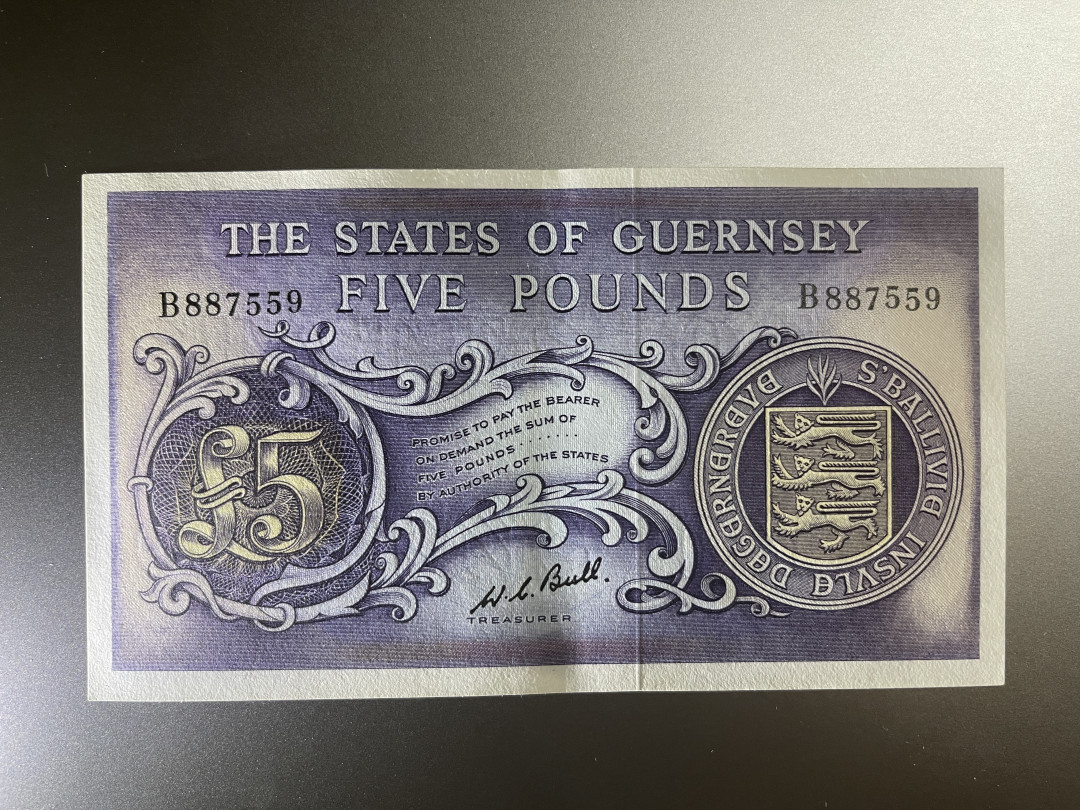 THE STATES OF GUERNSEY
FIVE POUNDS
B887559
B887559
£5
PROMISE TO PAY THE BEARER
ON DEMAND THE SUM OF
FIVE POUNDS ........
BY AUTHORITY OF THE STATES
W. C. Bull.
TREASURER
S'BALLIVIE INSVLE DEGERNEREVE